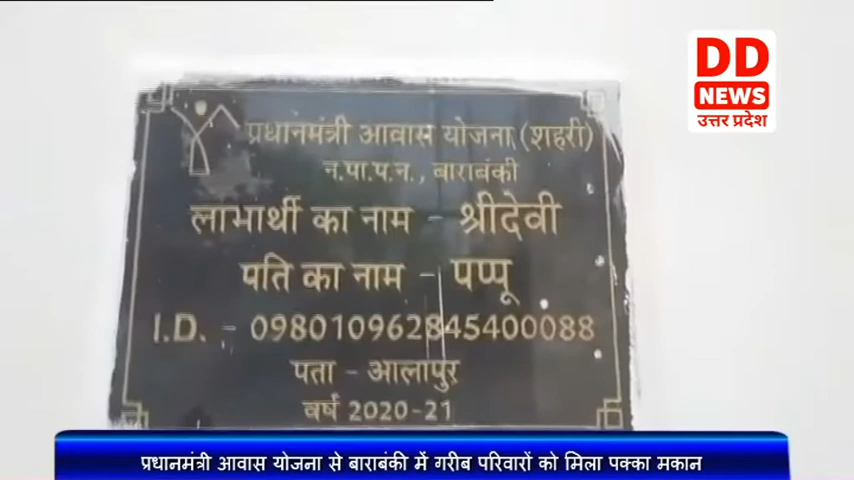 DD
NEWS
उत्तर प्रदेश
प्रधानमंत्री आवास योजना (शहरी)
न.पा.प.न., बाराबंकी
लाभार्थी का नाम - श्रीदेवी
पति का नाम - पप्पू
I.D. - 098010962845400088
पता - आलापुर
वर्ष 2020-21
प्रधानमंत्री आवास योजना से बाराबंकी में गरीब परिवारों को मिला पक्का मकान